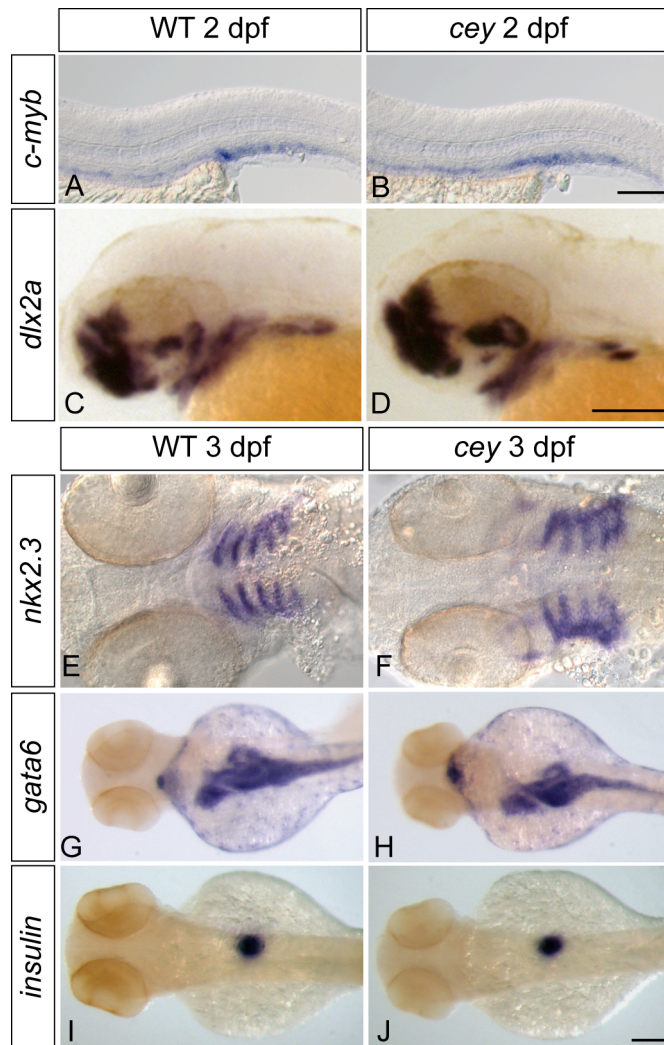 WT 2 dpf
cey 2 dpf
c-myb
A
B
dlx2a
C
D
WT 3 dpf
cey 3 dpf
nkx2.3
E
F
gata6
G
H
insulin
I
J